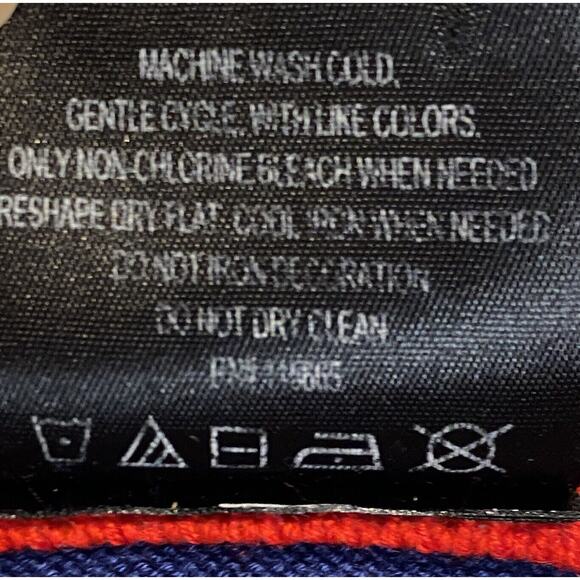 MACHINE WASH COLD,
GENTLE CYCLE, WITH LIKE COLORS.
ONLY NON-CHLORINE BLEACH WHEN NEEDED
RESHAPE DRY FLAT. COOL IRON WHEN NEEDED
DO NOT IRON DECORATION
DO NOT DRY CLEAN